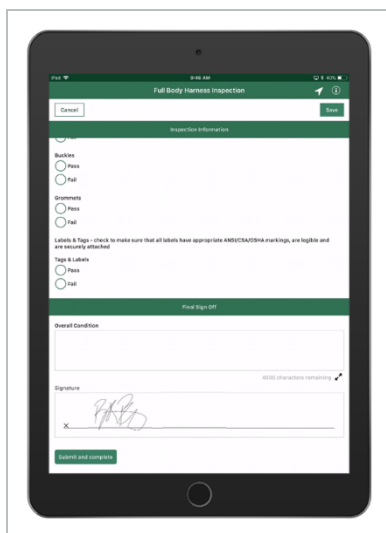 iPad 9:46 AM 40%
Full Body Harness Inspection
Cancel Save
Inspection Information
Fail
Buckles
Pass
Fail
Grommets
Pass
Fail
Labels & Tags - check to make sure that all labels have appropriate ANSI/CSA/OSHA markings, are legible and
are securely attached
Tags & Labels
Pass
Fail
Final Sign Off
Overall Condition
characters remaining
Signature
X
Submit and complete